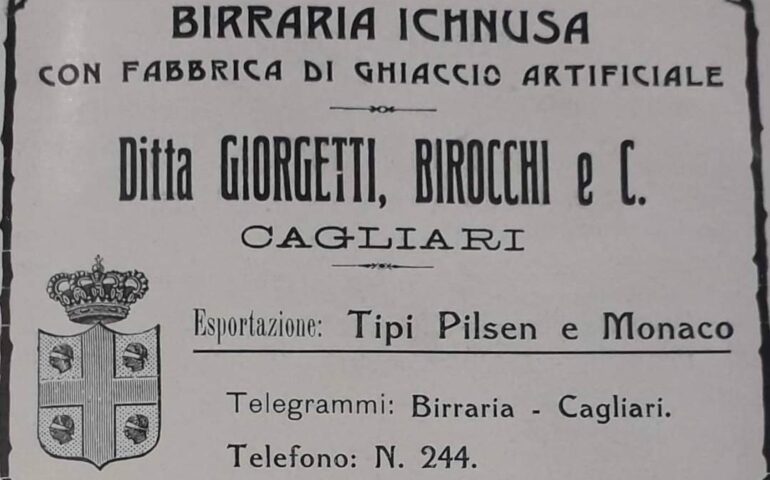 BIRRARIA ICHNUSA
CON FABBRICA DI GHIACCIO ARTIFICIALE
Ditta GIORGETTI, BIROCCHI e C.
CAGLIARI
Esportazione: Tipi Pilsen e Monaco
Telegrammi: Birraria - Cagliari.
Telefono: N. 244.